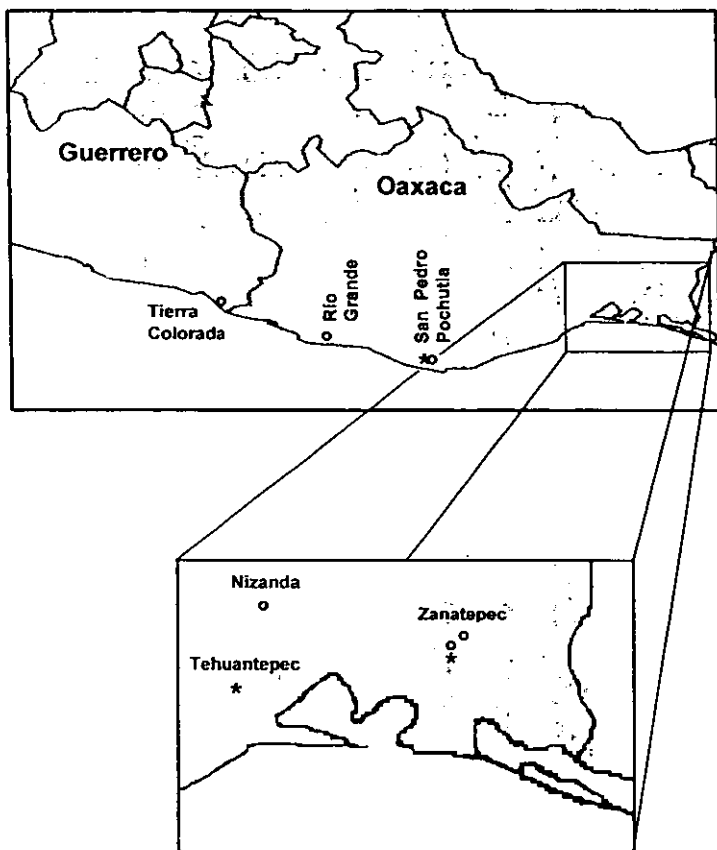 Guerrero
Oaxaca
Tierra
Colorada
Río
Grande
San Pedro
Pochutla
Nizanda
Zanatepec
Tehuantepec